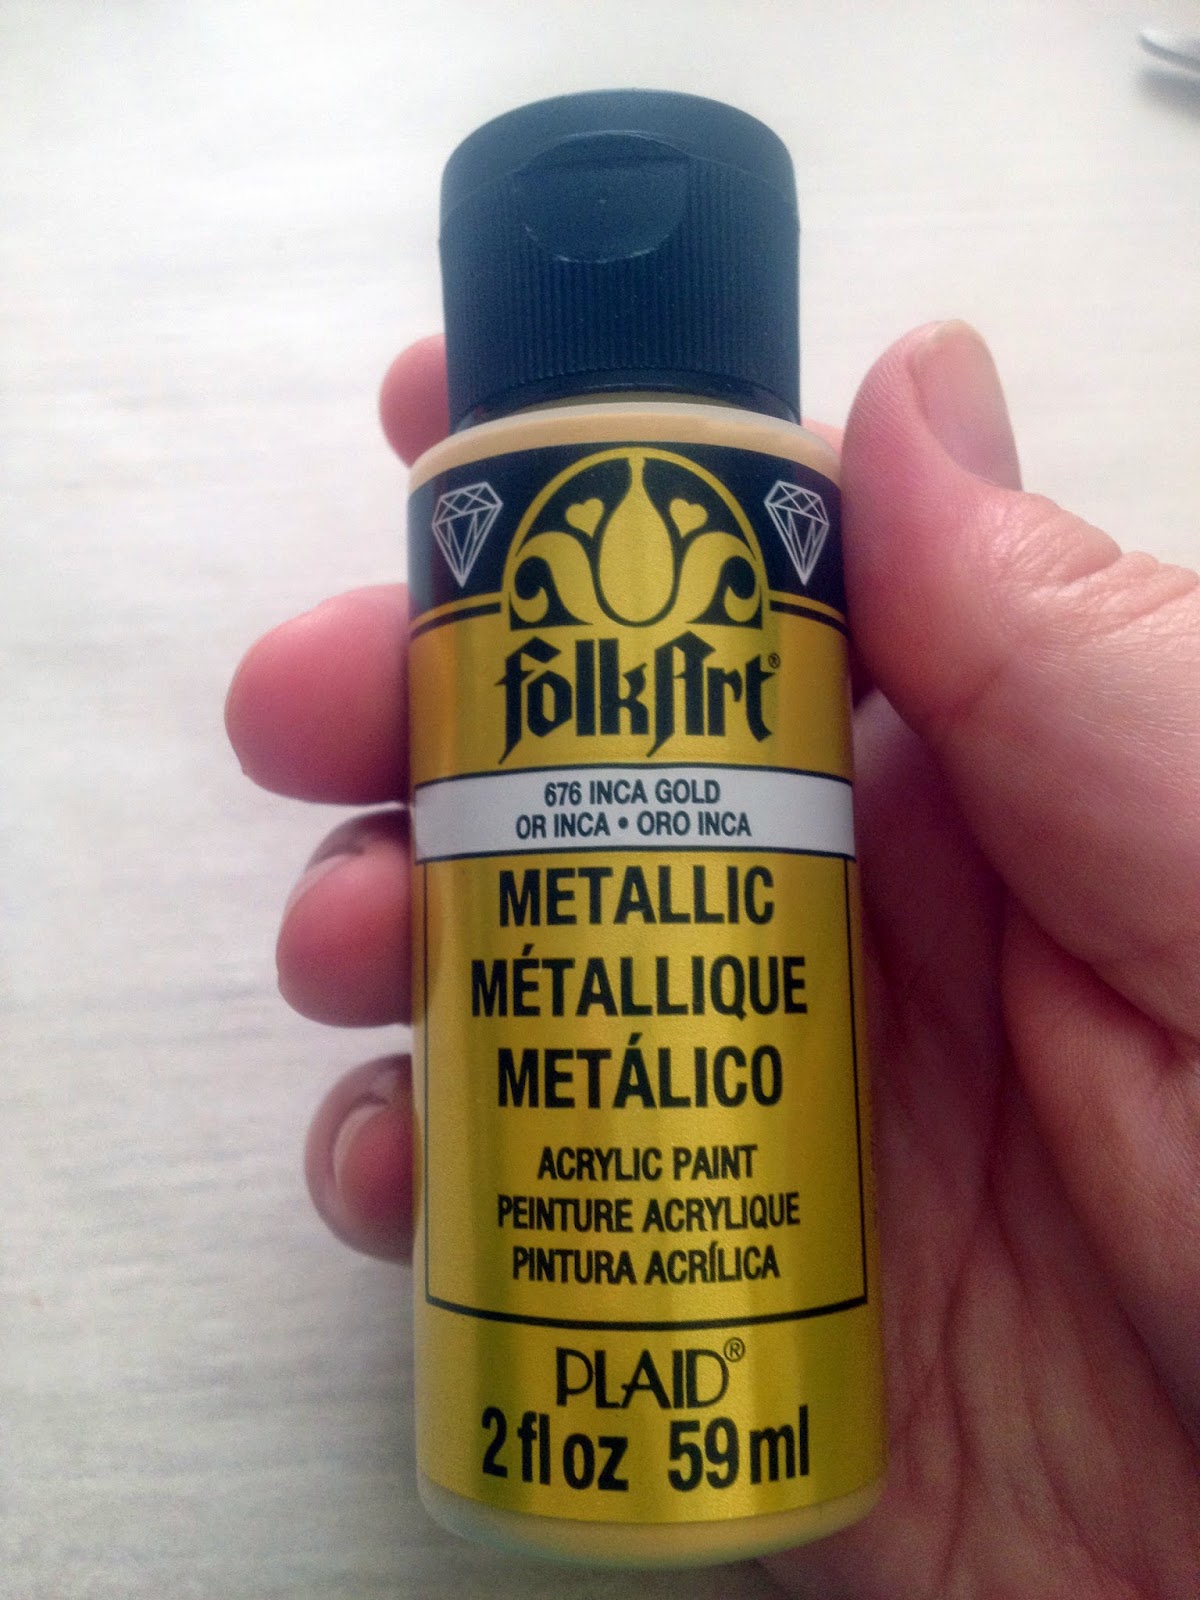 folkArt®
676 INCA GOLD
OR INCA • ORO INCA
METALLIC
MÉTALLIQUE
METÁLICO
ACRYLIC PAINT
PEINTURE ACRYLIQUE
PINTURA ACRÍLICA
PLAID®
2 fl oz 59 ml